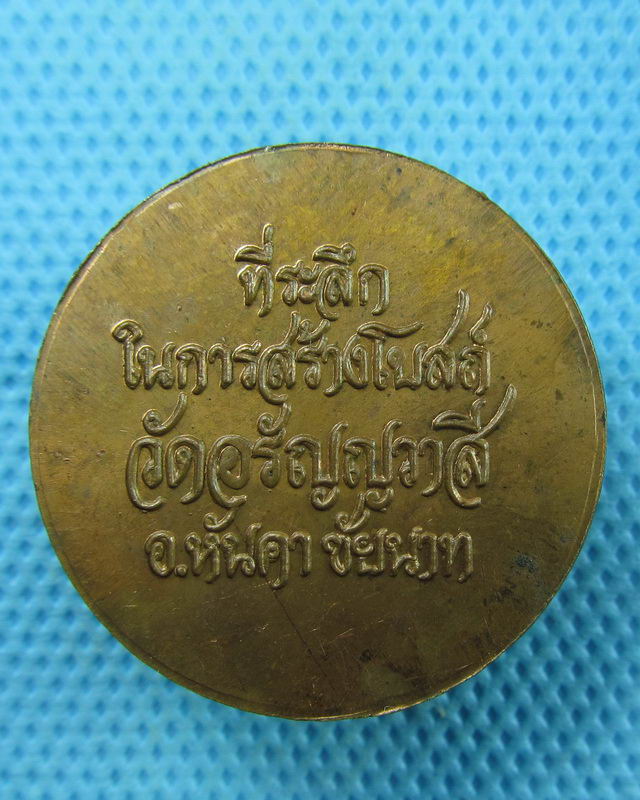 ที่ระลึก
ในการสร้างโบสถ์
วัดอรัญญวาสี
อ.หันคา ชัยนาท